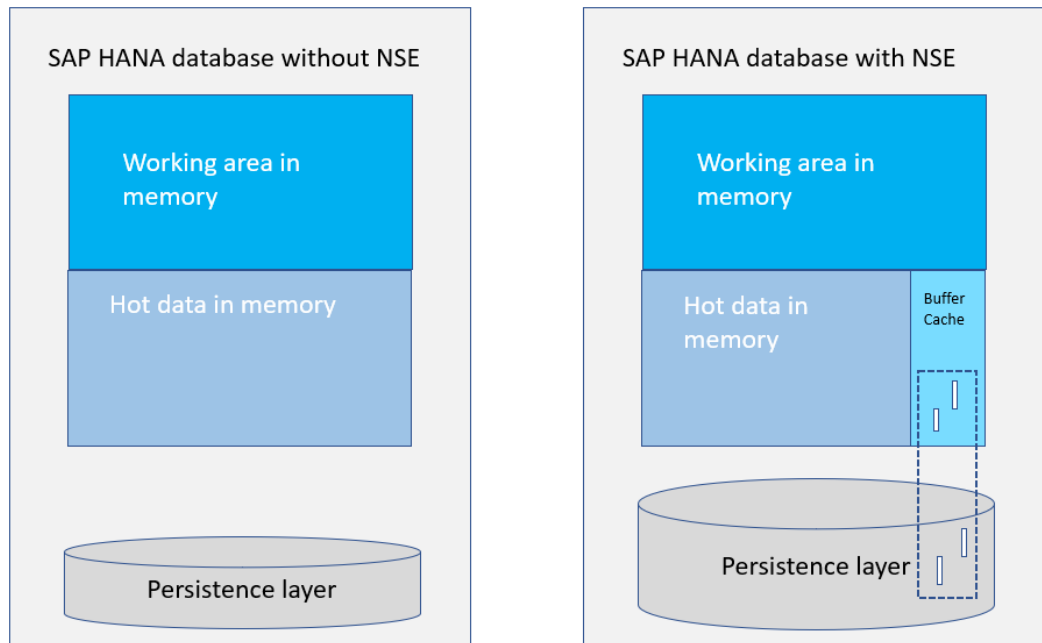 SAP HANA database without NSE
Working area in
memory
Hot data in memory
Persistence layer
SAP HANA database with NSE
Working area in
memory
Hot data in
memory
Buffer
Cache
Persistence layer